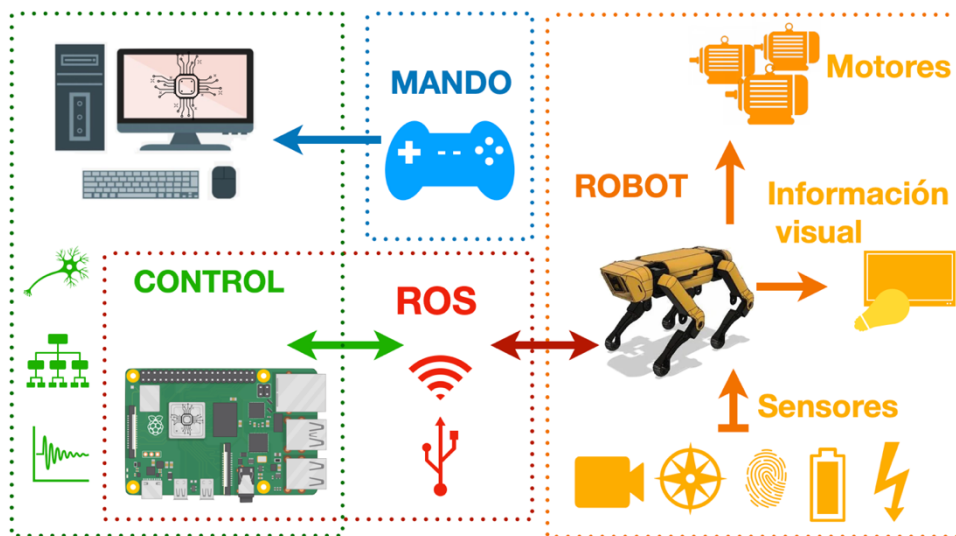 MANDO
Motores
ROBOT
Información
visual
CONTROL
ROS
Sensores